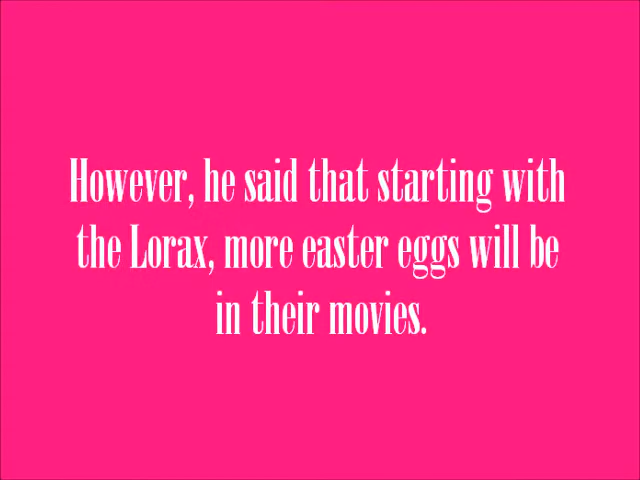 However, he said that starting with
the Lorax, more easter eggs will be
in their movies.